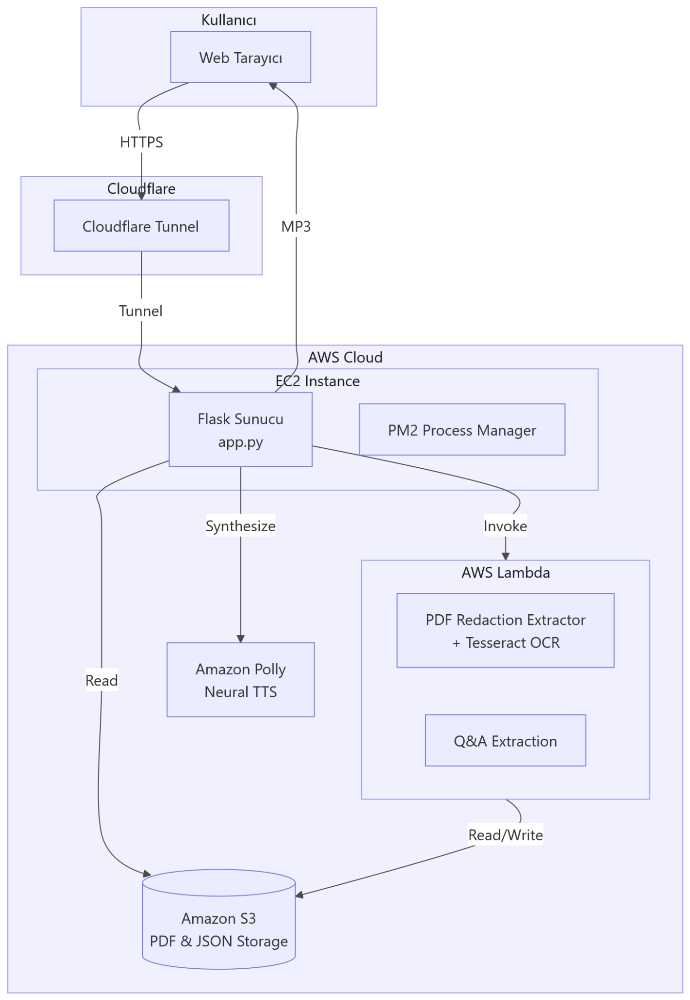 Kullanıcı
Web Tarayıcı
HTTPS
Cloudflare
Cloudflare Tunnel
MP3
Tunnel
AWS Cloud
EC2 Instance
Flask Sunucu
app.py
PM2 Process Manager
Synthesize
Invoke
AWS Lambda
PDF Redaction Extractor
+ Tesseract OCR
Amazon Polly
Neural TTS
Read
Q&A Extraction
Read/Write
Amazon S3
PDF & JSON Storage